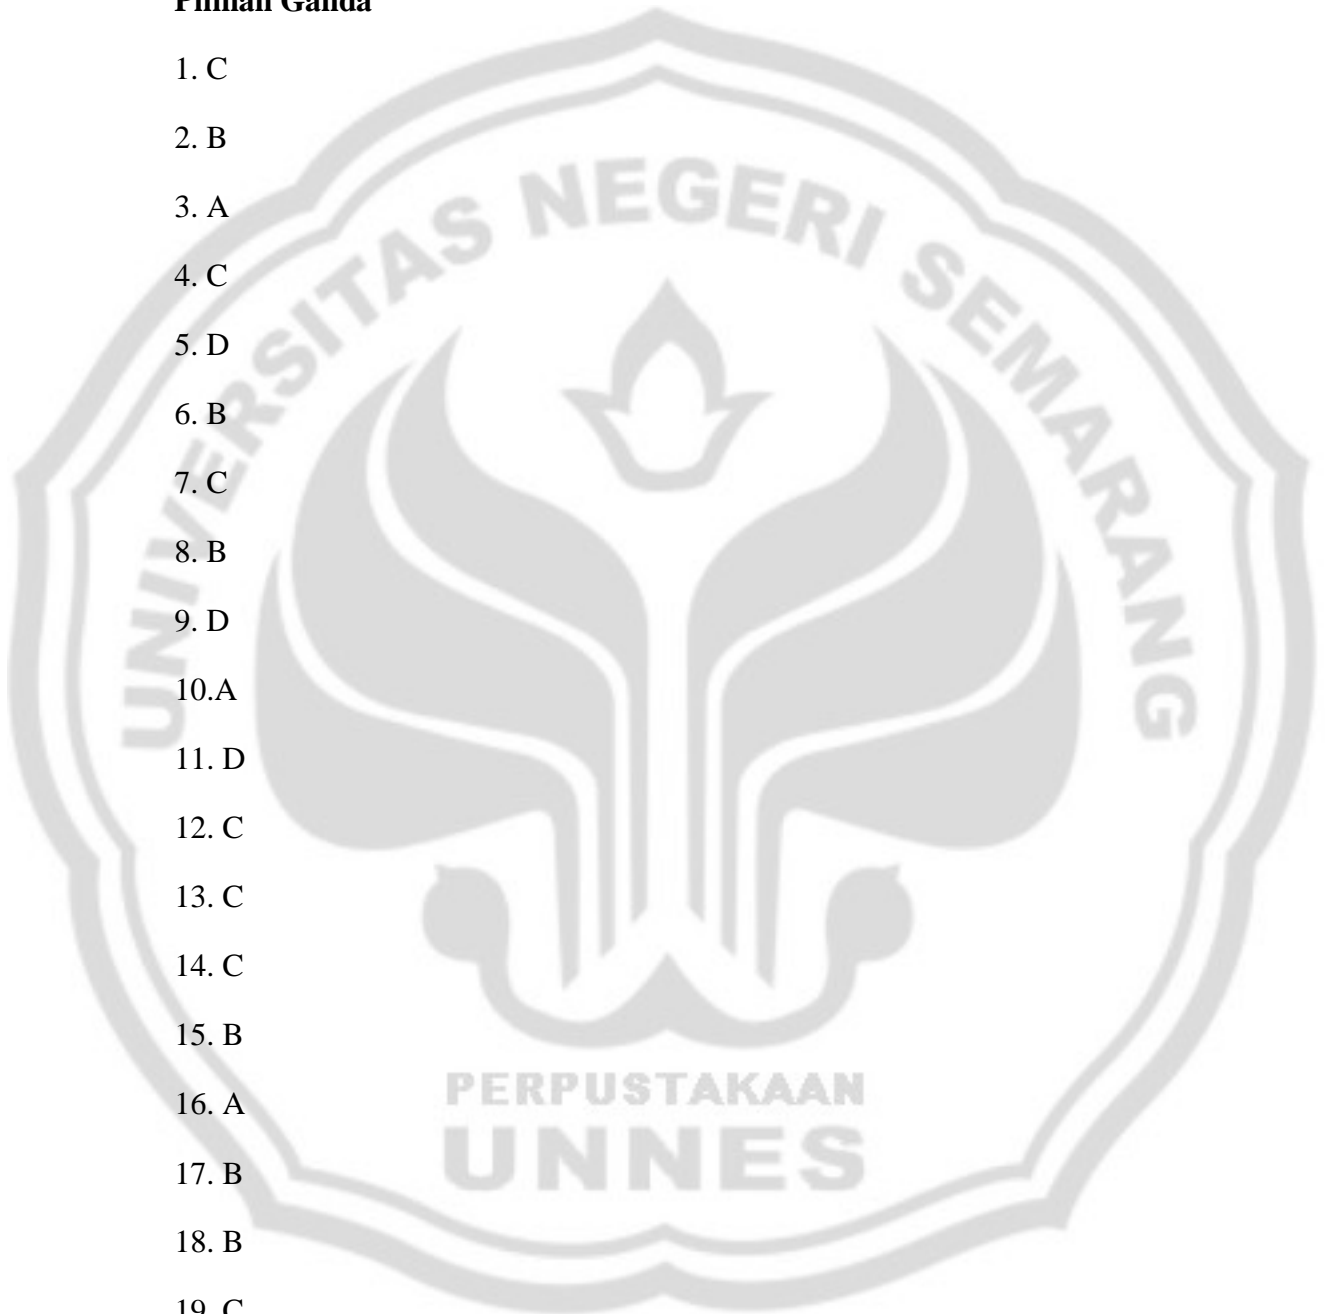 Pilihan Ganda
1. C
2. B
3. A
4. C
5. D
6. B
7. C
8. B
9. D
10.A
11. D
12. C
13. C
14. C
15. B
16. A
17. B
18. B
19. C
UNIVERSITAS NEGERI SEMARANG
PERPUSTAKAAN
UNNES